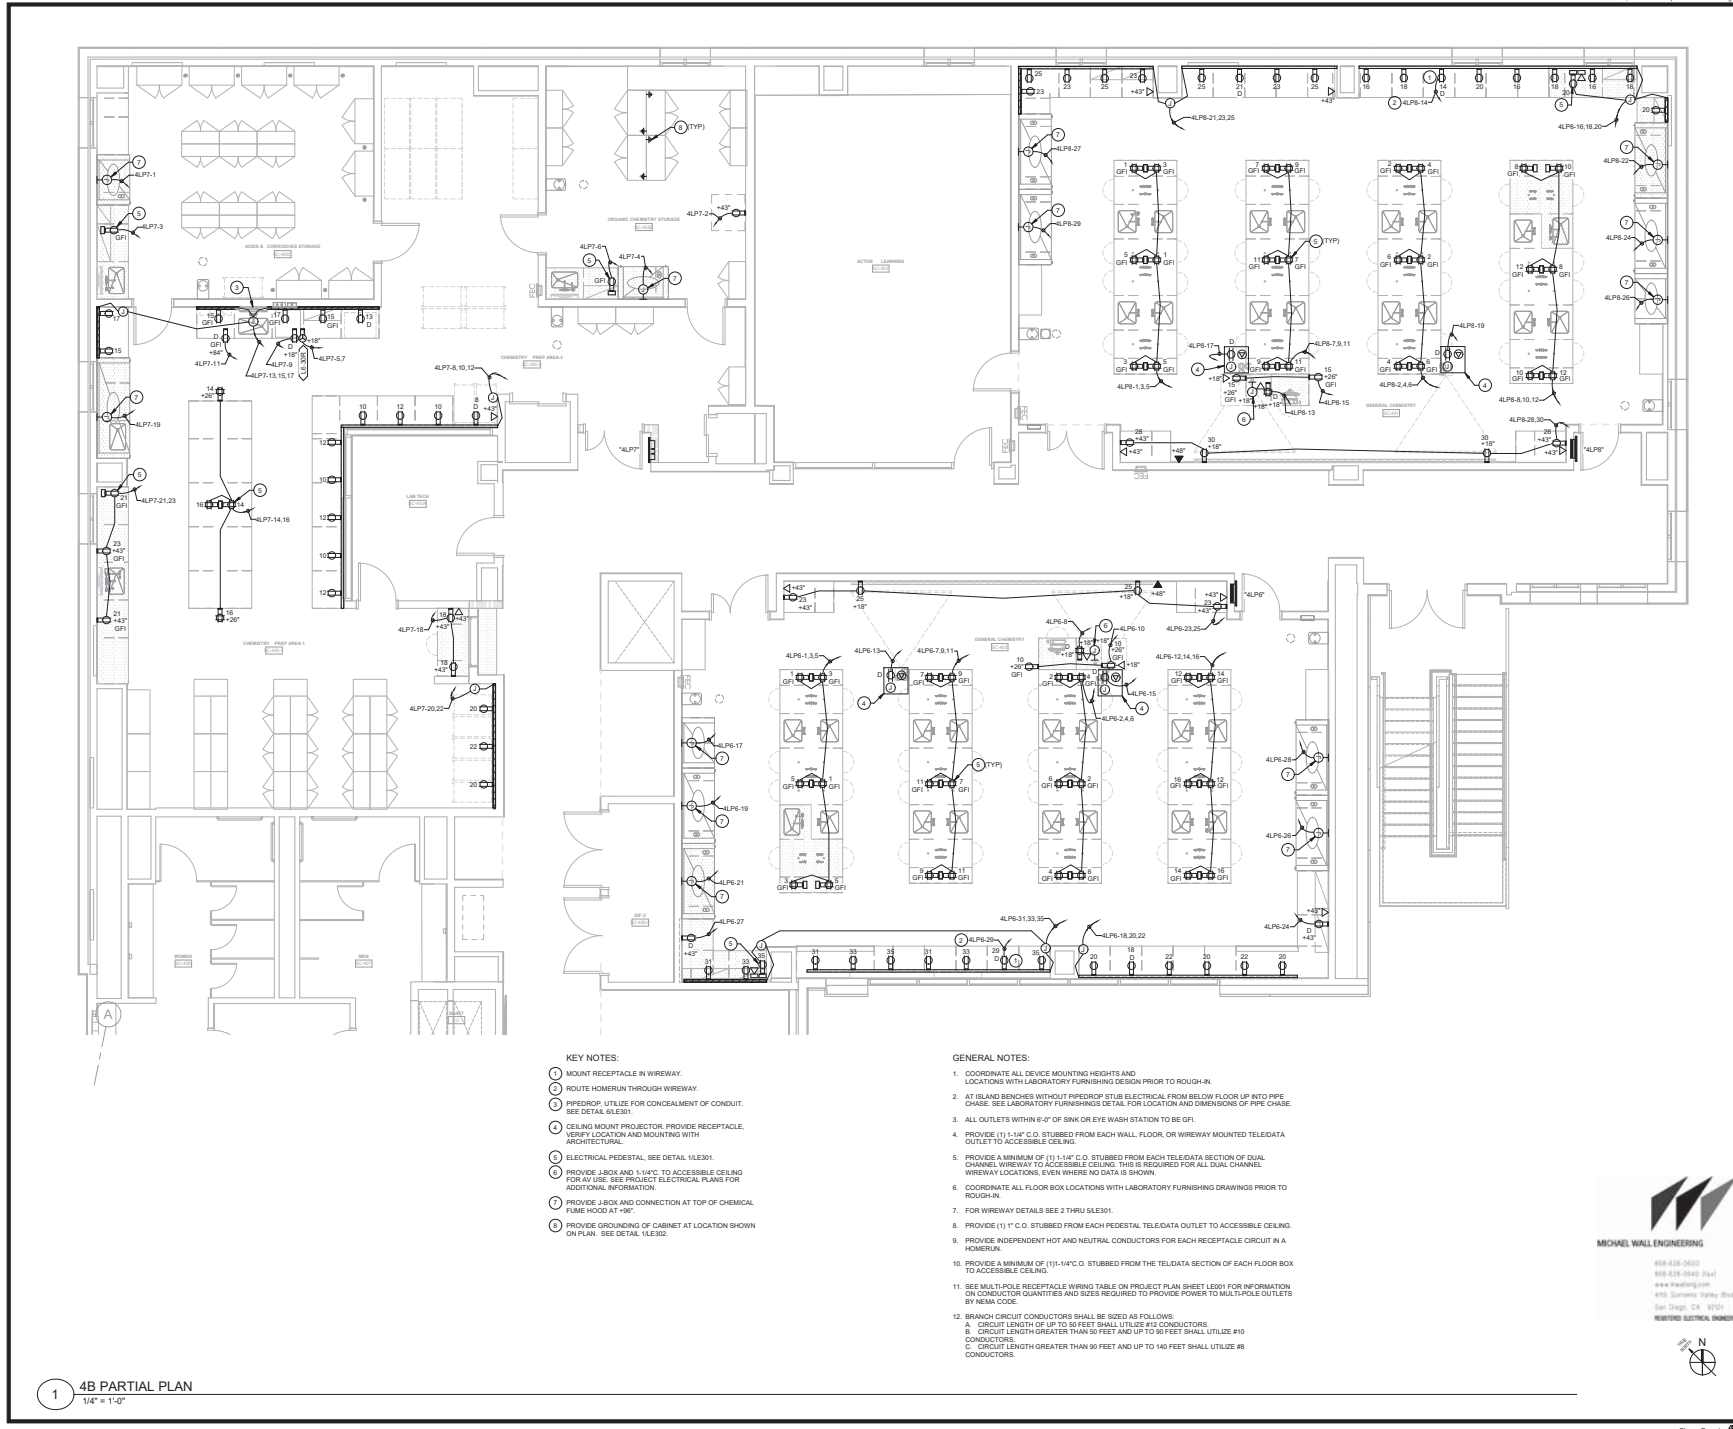 ACIDS & CORROSIVES STORAGE
ORGANIC CHEMISTRY STORAGE
ACTIVE LEARNING
CHEMISTRY PREP AREA-2
LAB TECH
CHEMISTRY PREP AREA-1
GENERAL CHEMISTRY
GENERAL CHEMISTRY
WOMEN
MEN
IDF-4
FEC
FEC
FEC
FEC
FEC
4LP7-1
4LP7-3
4LP7-2
4LP7-6
4LP7-4
8 (TYP)
4LP7-11
4LP7-9
4LP7-5,7
4LP7-13,15,17
L6-30R
4LP7-8,10,12
4LP7-19
4LP7-21,23
4LP7-14,16
4LP7-18
4LP7-20,22
"4LP7"
4LP8-27
4LP8-29
4LP8-21,23,25
4LP8-14
4LP8-16,18,20
4LP8-22
4LP8-24
4LP8-26
5 (TYP)
4LP8-17
4LP8-7,9,11
4LP8-19
4LP8-1,3,5
4LP8-15
4LP8-13
4LP8-2,4,6
4LP8-8,10,12
4LP8-28,30
"4LP8"
"4LP6"
4LP6-1,3,5
4LP6-13
4LP6-7,9,11
4LP6-8
4LP6-10
4LP6-23,25
4LP6-12,14,16
4LP6-15
4LP6-2,4,6
4LP6-17
4LP6-19
4LP6-21
4LP6-27
5 (TYP)
4LP6-28
4LP6-26
4LP6-24
4LP6-31,33,35
4LP6-29
4LP6-18,20,22
A
KEY NOTES:
1 MOUNT RECEPTACLE IN WIREWAY.
2 ROUTE HOMERUN THROUGH WIREWAY.
3 PIPEDROP, UTILIZE FOR CONCEALMENT OF CONDUIT.
SEE DETAIL 6/LE301.
4 CEILING MOUNT PROJECTOR. PROVIDE RECEPTACLE,
VERIFY LOCATION AND MOUNTING WITH
ARCHITECTURAL.
5 ELECTRICAL PEDESTAL, SEE DETAIL 1/LE301.
6 PROVIDE J-BOX AND 1-1/4"C. TO ACCESSIBLE CEILING
FOR AV USE. SEE PROJECT ELECTRICAL PLANS FOR
ADDITIONAL INFORMATION.
7 PROVIDE J-BOX AND CONNECTION AT TOP OF CHEMICAL
FUME HOOD AT +96".
8 PROVIDE GROUNDING OF CABINET AT LOCATION SHOWN
ON PLAN. SEE DETAIL 1/LE302.
GENERAL NOTES:
1. COORDINATE ALL DEVICE MOUNTING HEIGHTS AND
LOCATIONS WITH LABORATORY FURNISHING DESIGN PRIOR TO ROUGH-IN.
2. AT ISLAND BENCHES WITHOUT PIPEDROP STUB ELECTRICAL FROM BELOW FLOOR UP INTO PIPE
CHASE. SEE LABORATORY FURNISHINGS DETAIL FOR LOCATION AND DIMENSIONS OF PIPE CHASE.
3. ALL OUTLETS WITHIN 6'-0" OF SINK OR EYE WASH STATION TO BE GFI.
4. PROVIDE (1) 1-1/4" C.O. STUBBED FROM EACH WALL, FLOOR, OR WIREWAY MOUNTED TELE/DATA
OUTLET TO ACCESSIBLE CEILING.
5. PROVIDE A MINIMUM OF (1) 1-1/4" C.O. STUBBED FROM EACH TELE/DATA SECTION OF DUAL
CHANNEL WIREWAY TO ACCESSIBLE CEILING. THIS IS REQUIRED FOR ALL DUAL CHANNEL
WIREWAY LOCATIONS, EVEN WHERE NO DATA IS SHOWN.
6. COORDINATE ALL FLOOR BOX LOCATIONS WITH LABORATORY FURNISHING DRAWINGS PRIOR TO
ROUGH-IN.
7. FOR WIREWAY DETAILS SEE 2 THRU 5/LE301.
8. PROVIDE (1) 1" C.O. STUBBED FROM EACH PEDESTAL TELE/DATA OUTLET TO ACCESSIBLE CEILING.
9. PROVIDE INDEPENDENT HOT AND NEUTRAL CONDUCTORS FOR EACH RECEPTACLE CIRCUIT IN A
HOMERUN.
10. PROVIDE A MINIMUM OF (1)1-1/4"C.O. STUBBED FROM THE TEL/DATA SECTION OF EACH FLOOR BOX
TO ACCESSIBLE CEILING.
11. SEE MULTI-POLE RECEPTACLE WIRING TABLE ON PROJECT PLAN SHEET LE001 FOR INFORMATION
ON CONDUCTOR QUANTITIES AND SIZES REQUIRED TO PROVIDE POWER TO MULTI-POLE OUTLETS
BY NEMA CODE.
12. BRANCH CIRCUIT CONDUCTORS SHALL BE SIZED AS FOLLOWS:
A. CIRCUIT LENGTH OF UP TO 50 FEET SHALL UTILIZE #12 CONDUCTORS.
B. CIRCUIT LENGTH GREATER THAN 50 FEET AND UP TO 90 FEET SHALL UTILIZE #10
CONDUCTORS.
C. CIRCUIT LENGTH GREATER THAN 90 FEET AND UP TO 140 FEET SHALL UTILIZE #8
CONDUCTORS.
MICHAEL WALL ENGINEERING
San Diego, CA 92121
REGISTERED ELECTRICAL
N
1 4B PARTIAL PLAN
1/4" = 1'-0"